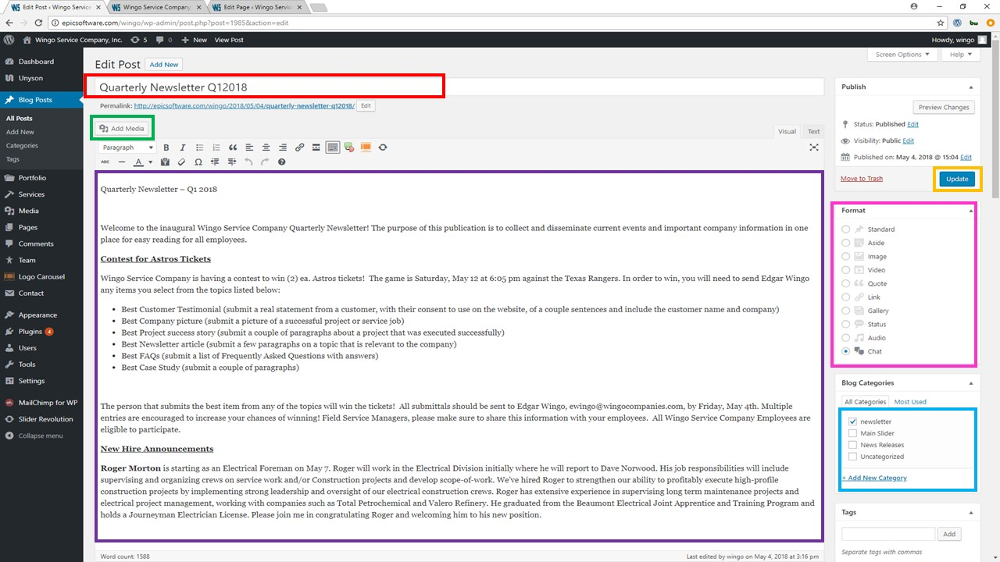 Edit Post ‹ Wingo Service
Wingo Service Company
Edit Page ‹ Wingo Servic
epicsoftware.com/wingo/wp-admin/post.php?post=1985&action=edit
Wingo Service Company, Inc. 5 0 New View Post
Howdy, wingo
Dashboard
Unyson
Blog Posts
All Posts
Add New
Categories
Tags
Portfolio
Services
Media
Pages
Comments
Team
Logo Carousel
Contact
Appearance
Plugins 4
Users
Tools
Settings
MailChimp for WP
Slider Revolution
Collapse menu
Screen Options
Help
Edit Post
Add New
Quarterly Newsletter Q12018
Permalink: http://epicsoftware.com/wingo/2018/05/04/quarterly-newsletter-q12018/ Edit
Add Media
Visual
Text
Paragraph
B I
ABC A
Quarterly Newsletter – Q1 2018
Welcome to the inaugural Wingo Service Company Quarterly Newsletter! The purpose of this publication is to collect and disseminate current events and important company information in one
place for easy reading for all employees.
Contest for Astros Tickets
Wingo Service Company is having a contest to win (2) ea. Astros tickets!  The game is Saturday, May 12 at 6:05 pm against the Texas Rangers. In order to win, you will need to send Edgar Wingo
any items you select from the topics listed below:
• Best Customer Testimonial (submit a real statement from a customer, with their consent to use on the website, of a couple sentences and include the customer name and company)
• Best Company picture (submit a picture of a successful project or service job)
• Best Project success story (submit a couple of paragraphs about a project that was executed successfully)
• Best Newsletter article (submit a few paragraphs on a topic that is relevant to the company)
• Best FAQs (submit a list of Frequently Asked Questions with answers)
• Best Case Study (submit a couple of paragraphs)
The person that submits the best item from any of the topics will win the tickets!  All submittals should be sent to Edgar Wingo, ewingo@wingocompanies.com, by Friday, May 4th. Multiple
entries are encouraged to increase your chances of winning! Field Service Managers, please make sure to share this information with your employees.  All Wingo Service Company Employees are
eligible to participate.
New Hire Announcements
Roger Morton is starting as an Electrical Foreman on May 7. Roger will work in the Electrical Division initially where he will report to Dave Norwood. His job responsibilities will include
supervising and organizing crews on service work and/or Construction projects and develop scope-of-work. We've hired Roger to strengthen our ability to profitably execute high-profile
construction projects by implementing strong leadership and oversight of our electrical construction crews. Roger has extensive experience in supervising long term maintenance projects and
electrical project management, working with companies such as Total Petrochemical and Valero Refinery. He graduated from the Beaumont Electrical Joint Apprentice and Training Program and
holds a Journeyman Electrician License. Please join me in congratulating Roger and welcoming him to his new position.
Word count: 1588
Last edited by wingo on May 4, 2018 at 3:16 pm
Publish
Preview Changes
Status: Published Edit
Visibility: Public Edit
Published on: May 4, 2018 @ 15:04 Edit
Move to Trash
Update
Format
Standard
Aside
Image
Video
Quote
Link
Gallery
Status
Audio
Chat
Blog Categories
All Categories
Most Used
newsletter
Main Slider
News Releases
Uncategorized
+ Add New Category
Tags
Add
Separate tags with commas